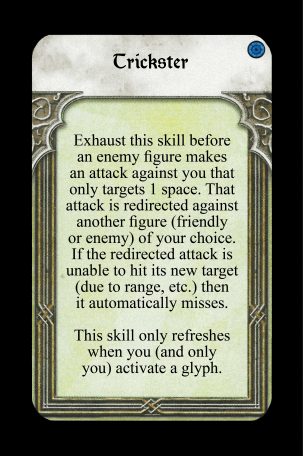 Trickster
Exhaust this skill before
an enemy figure makes
an attack against you that
only targets 1 space. That
attack is redirected against
another figure (friendly
or enemy) of your choice.
If the redirected attack is
unable to hit its new target
(due to range, etc.) then
it automatically misses.
This skill only refreshes
when you (and only
you) activate a glyph.